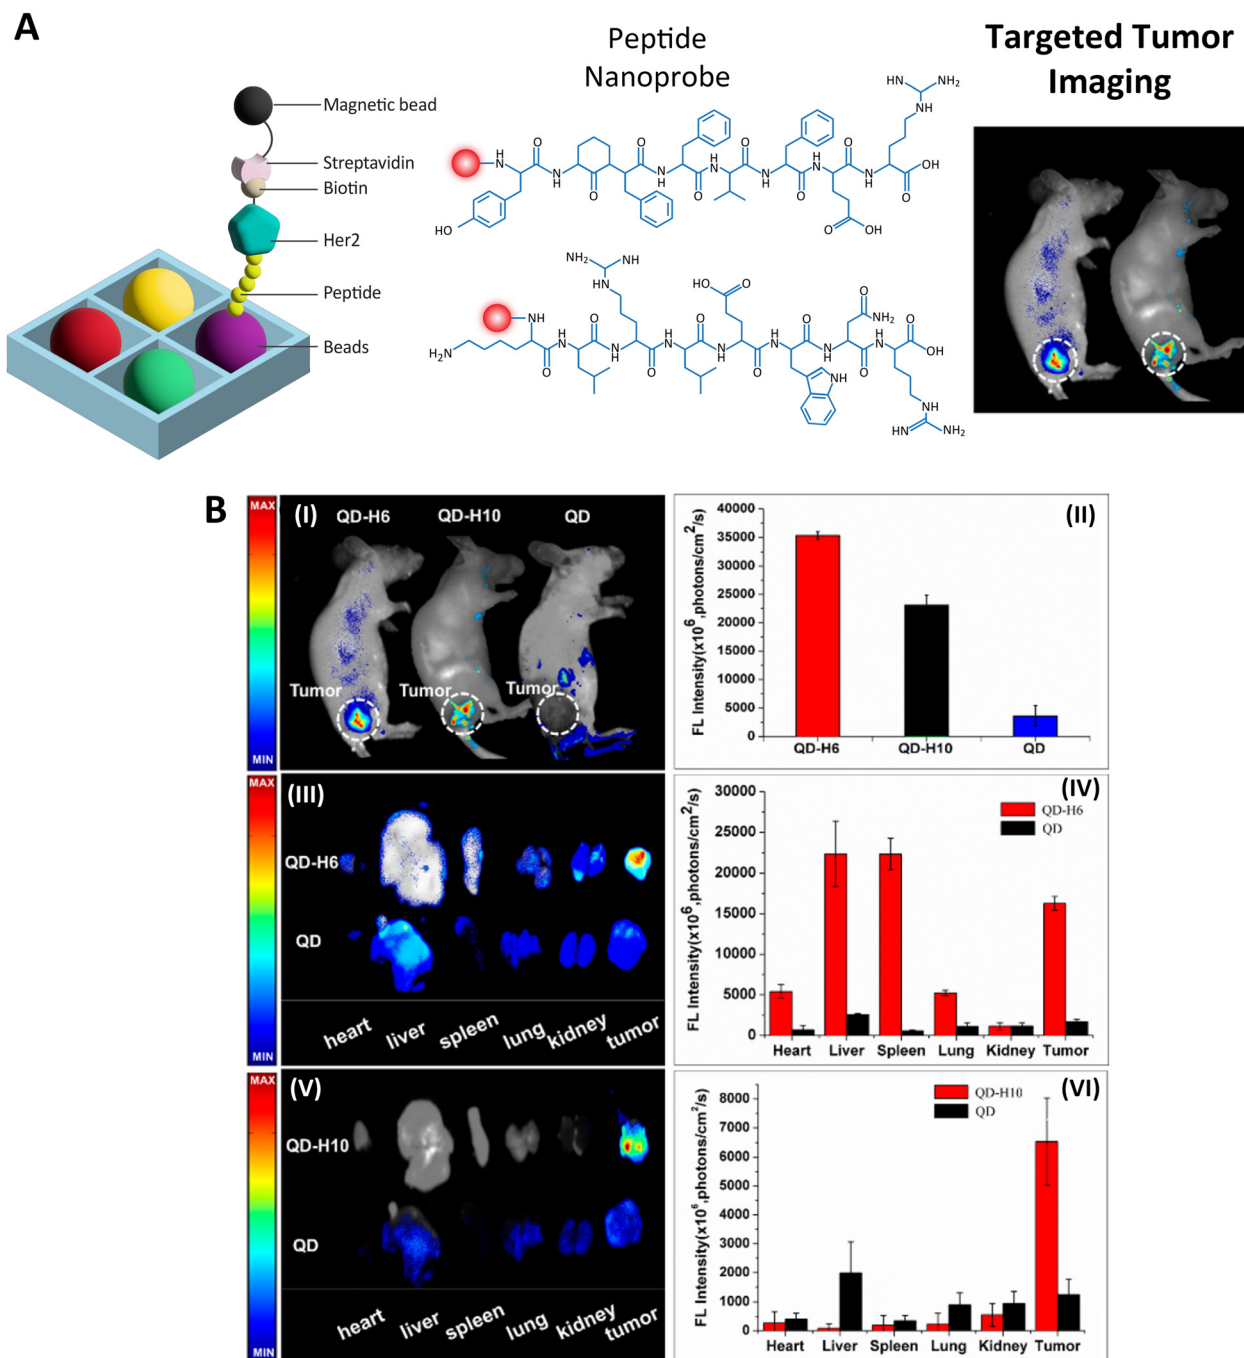 A
Peptide
Nanoprobe
Targeted Tumor
Imaging
Magnetic bead
Streptavidin
Biotin
Her2
Peptide
Beads
H
N
O
N
H
O
O
N
H
H
N
O
O
N
H
H
N
O
O
N
H
OH
O
HN
NH2
NH
HO
O
OH
NH2
NH
HN
NH
H2N
O
H
N
O
N
H
O
H
N
O
HO
O
N
H
O
H
N
O
N
H
O
NH2
O
H
N
OH
O
NH
NH
HN
NH2
B
MAX
MIN
(I)
QD-H6
QD-H10
QD
Tumor
Tumor
Tumor
(II)
FL Intensity(x10^6,photons/cm^2/s)
40000
35000
30000
25000
20000
15000
10000
5000
0
QD-H6
QD-H10
QD
MAX
MIN
(III)
QD-H6
QD
heart liver spleen lung kidney tumor
(IV)
QD-H6
QD
FL Intensity(x10^6,photons/cm^2/s)
30000
25000
20000
15000
10000
5000
0
Heart Liver Spleen Lung Kidney Tumor
MAX
MIN
(V)
QD-H10
QD
heart liver spleen lung kidney tumor
(VI)
QD-H10
QD
FL Intensity(x10^6,photons/cm^2/s)
8000
7000
6000
5000
4000
3000
2000
1000
0
Heart Liver Spleen Lung Kidney Tumor